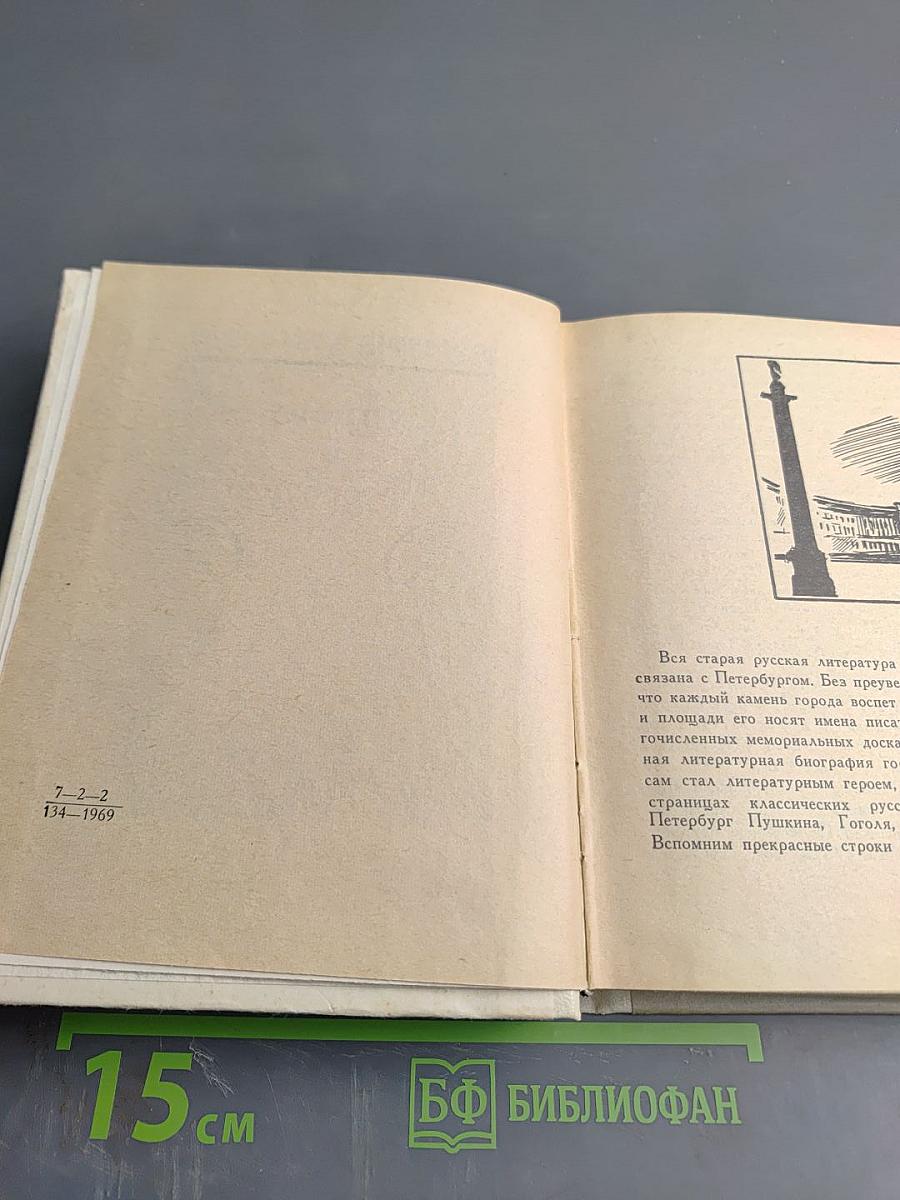 7—2—2
134—1969
Вся старая русская литература
связана с Петербургом. Без преуве
что каждый камень города воспет
и площади его носят имена писат
гочисленных мемориальных доска
ная литературная биография гос
сам стал литературным героем,
страницах классических русс
Петербург Пушкина, Гоголя,
Вспомним прекрасные строки
15 см
БФ БИБЛИОФАН